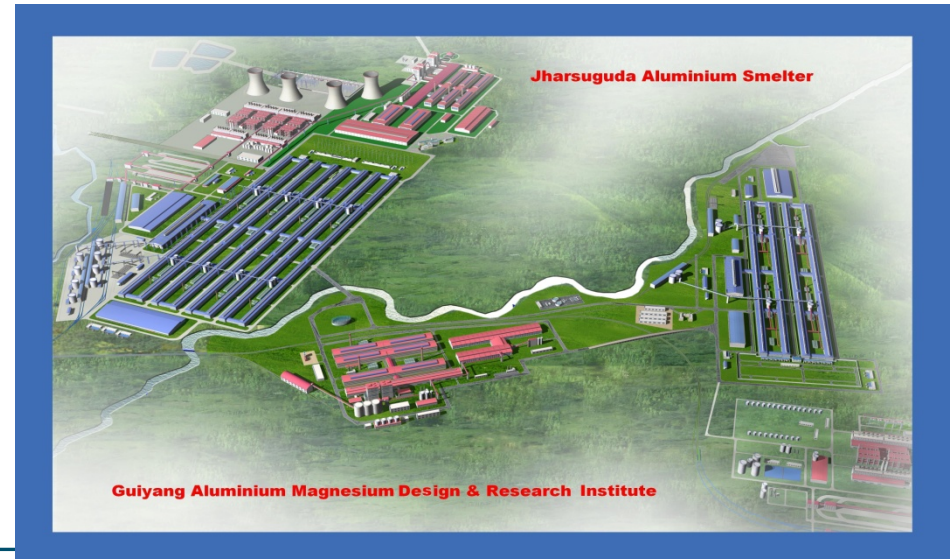 Jharsuguda Aluminium Smelter
Guiyang Aluminium Magnesium Design & Research Institute